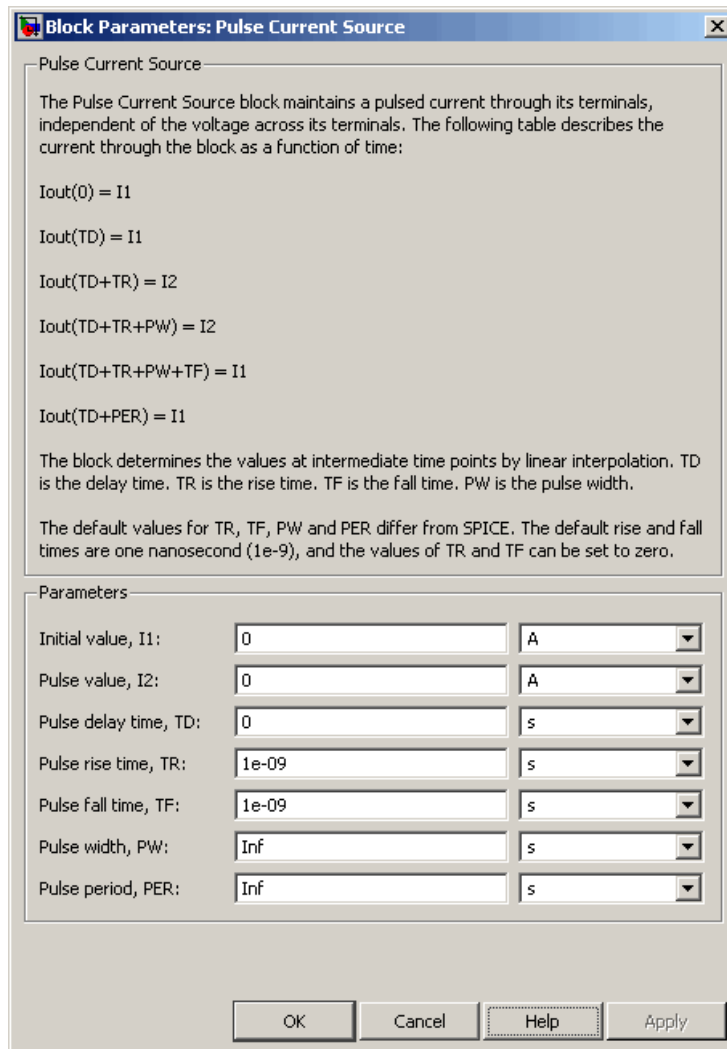 Block Parameters: Pulse Current Source
Pulse Current Source
The Pulse Current Source block maintains a pulsed current through its terminals,
independent of the voltage across its terminals. The following table describes the
current through the block as a function of time:
Iout(0) = I1
Iout(TD) = I1
Iout(TD+TR) = I2
Iout(TD+TR+PW) = I2
Iout(TD+TR+PW+TF) = I1
Iout(TD+PER) = I1
The block determines the values at intermediate time points by linear interpolation. TD
is the delay time. TR is the rise time. TF is the fall time. PW is the pulse width.
The default values for TR, TF, PW and PER differ from SPICE. The default rise and fall
times are one nanosecond (1e-9), and the values of TR and TF can be set to zero.
Parameters
Initial value, I1: 0 A
Pulse value, I2: 0 A
Pulse delay time, TD: 0 s
Pulse rise time, TR: 1e-09 s
Pulse fall time, TF: 1e-09 s
Pulse width, PW: Inf s
Pulse period, PER: Inf s
OK Cancel Help Apply